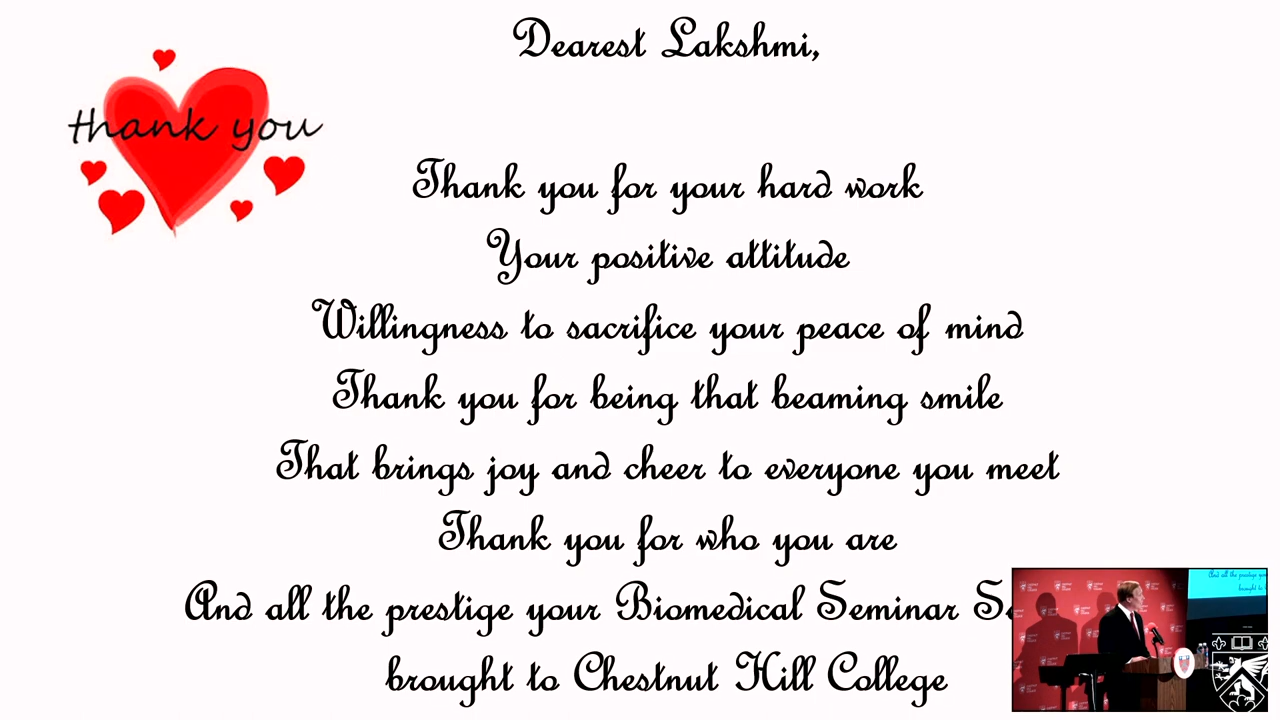 Dearest Lakshmi,
thank you
Thank you for your hard work
Your positive attitude
Willingness to sacrifice your peace of mind
Thank you for being that beaming smile
That brings joy and cheer to everyone you meet
Thank you for who you are
And all the prestige your Biomedical Seminar
brought to Chestnut Hill College